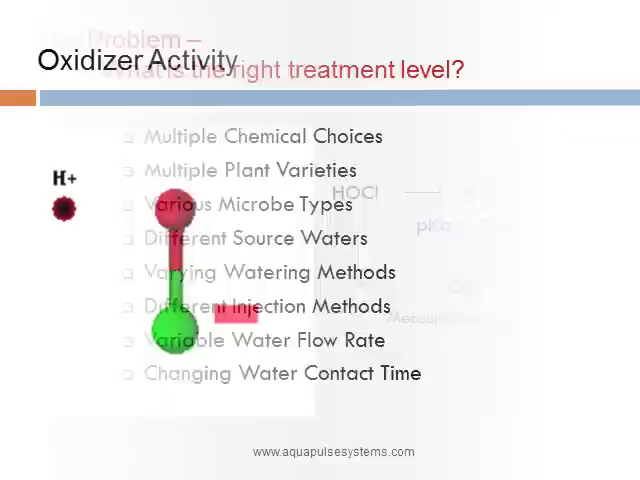 The Problem –
Oxidizer Activity
What is the right treatment level?
Multiple Chemical Choices
H+
Multiple Plant Varieties
HOCl
Various Microbe Types
pKa
Different Source Waters
Varying Watering Methods
Different Injection Methods
Variable Water Flow Rate
Changing Water Contact Time
www.aquapulsesystems.com